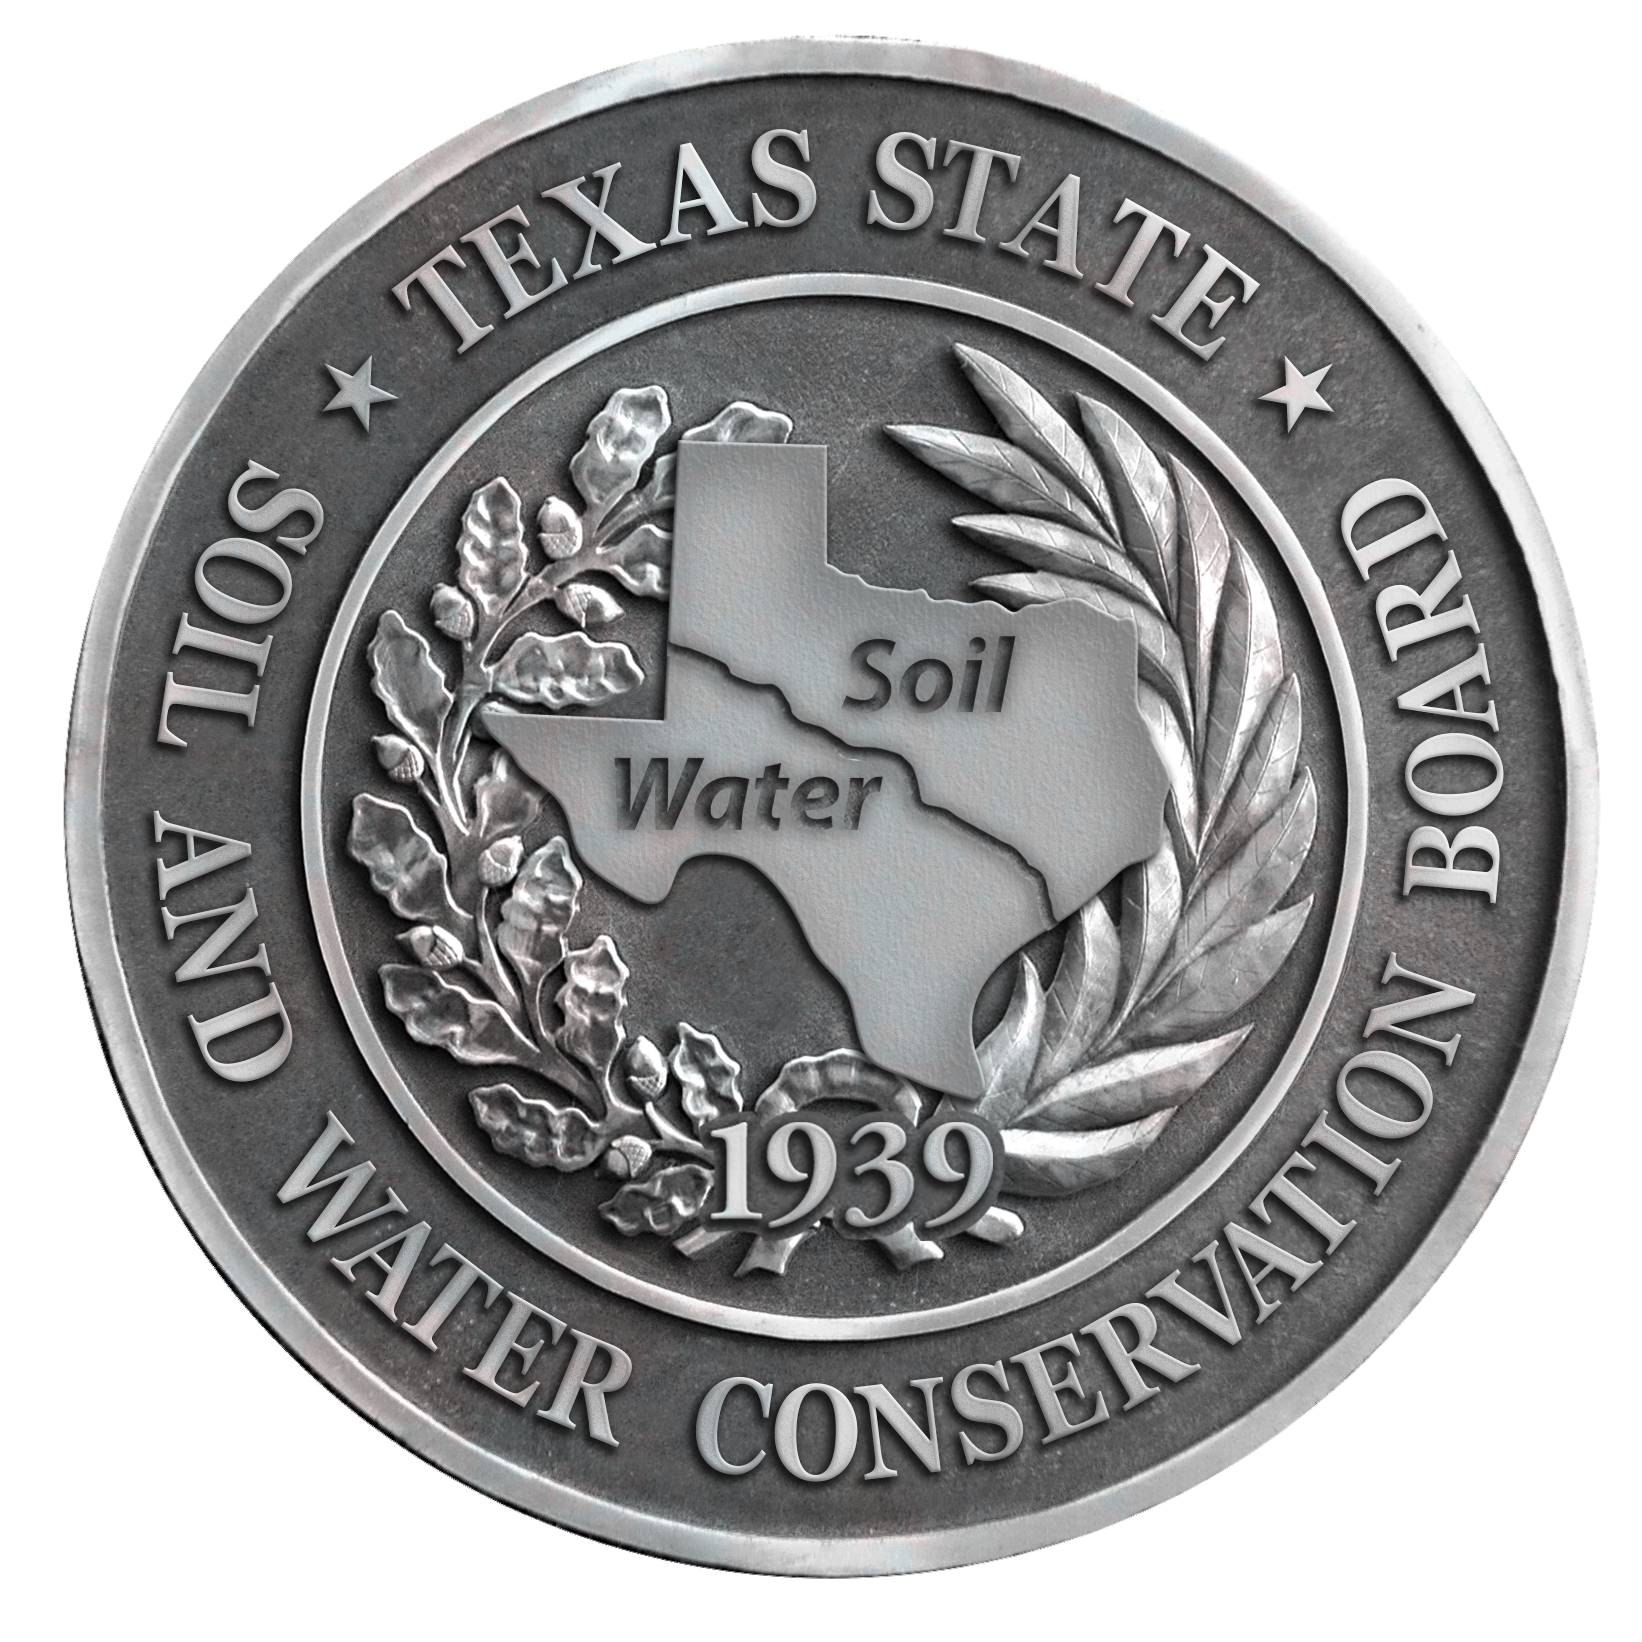 TEXAS STATE
SOIL AND WATER CONSERVATION BOARD
Soil
Water
1939